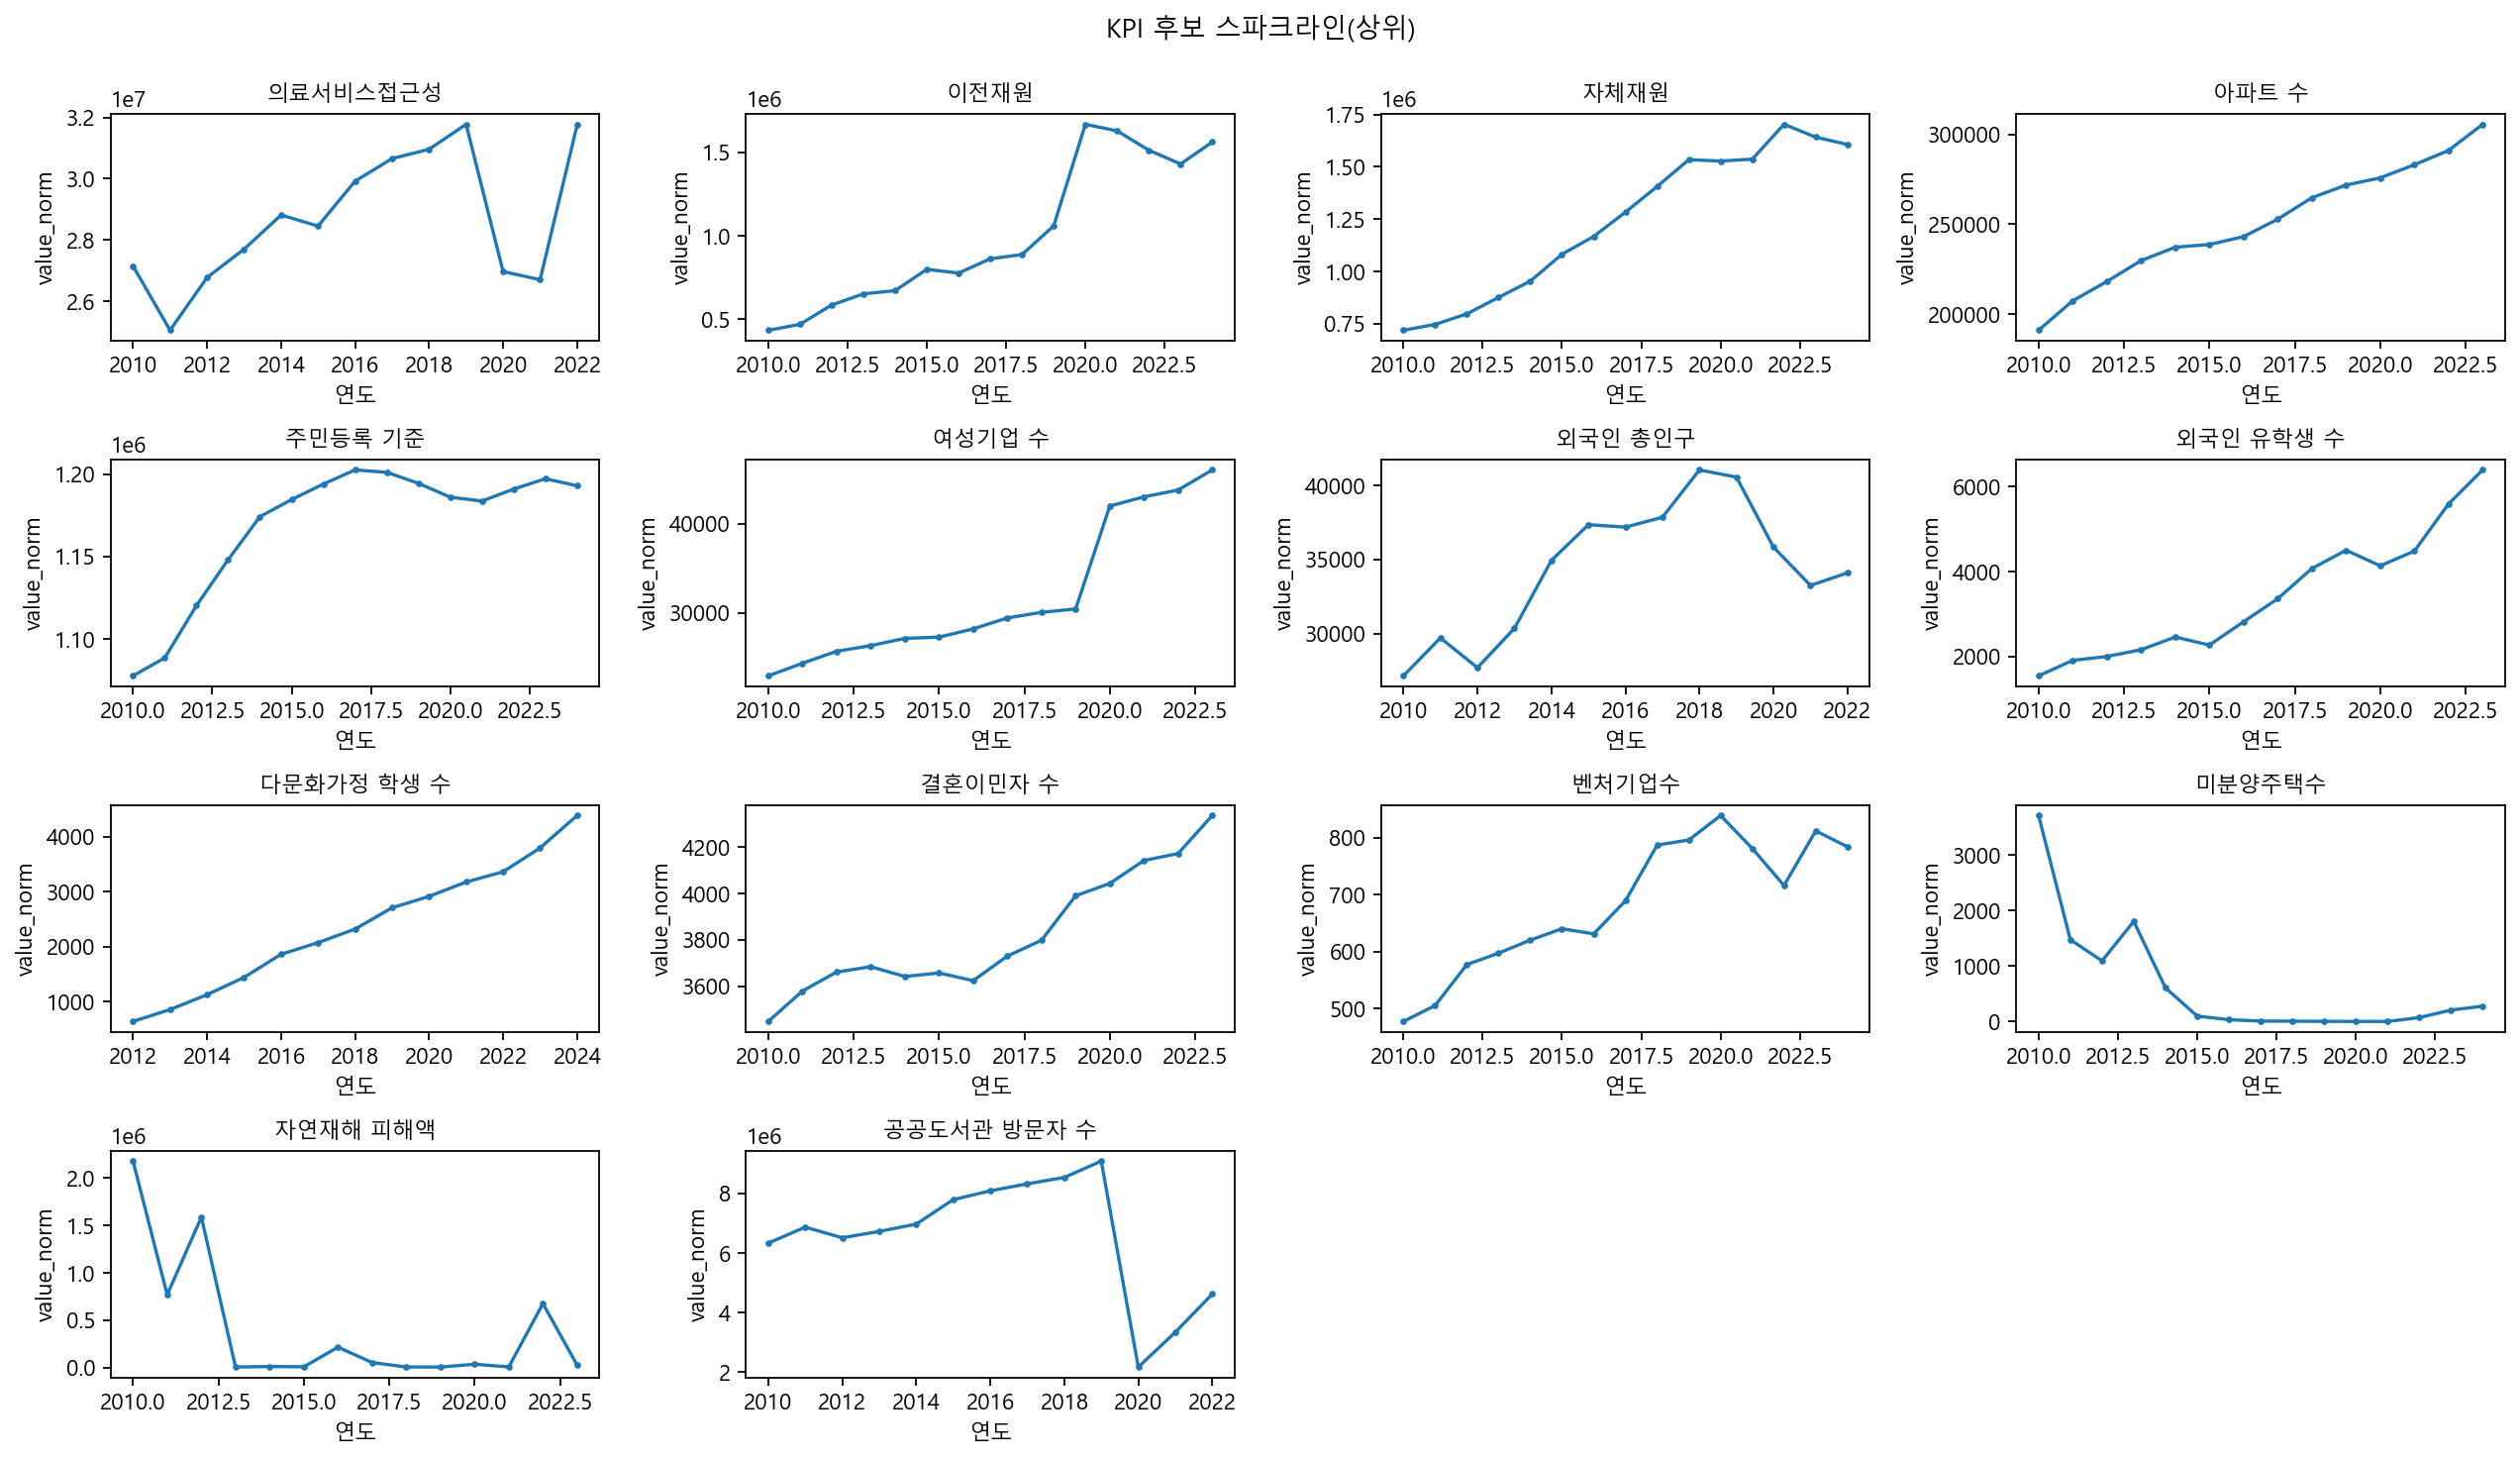 KPI 후보 스파크라인(상위)
의료서비스접근성
1e7
3.2
3.0
2.8
2.6
value_norm
2010 2012 2014 2016 2018 2020 2022
연도
이전재원
1e6
1.5
1.0
0.5
value_norm
2010.0 2012.5 2015.0 2017.5 2020.0 2022.5
연도
자체재원
1e6
1.75
1.50
1.25
1.00
0.75
value_norm
2010.0 2012.5 2015.0 2017.5 2020.0 2022.5
연도
아파트 수
300000
250000
200000
value_norm
2010.0 2012.5 2015.0 2017.5 2020.0 2022.5
연도
주민등록 기준
1e6
1.20
1.15
1.10
value_norm
2010.0 2012.5 2015.0 2017.5 2020.0 2022.5
연도
여성기업 수
40000
30000
value_norm
2010.0 2012.5 2015.0 2017.5 2020.0 2022.5
연도
외국인 총인구
40000
35000
30000
value_norm
2010 2012 2014 2016 2018 2020 2022
연도
외국인 유학생 수
6000
4000
2000
value_norm
2010.0 2012.5 2015.0 2017.5 2020.0 2022.5
연도
다문화가정 학생 수
4000
3000
2000
1000
value_norm
2012 2014 2016 2018 2020 2022 2024
연도
결혼이민자 수
4200
4000
3800
3600
value_norm
2010.0 2012.5 2015.0 2017.5 2020.0 2022.5
연도
벤처기업수
800
700
600
500
value_norm
2010.0 2012.5 2015.0 2017.5 2020.0 2022.5
연도
미분양주택수
3000
2000
1000
0
value_norm
2010.0 2012.5 2015.0 2017.5 2020.0 2022.5
연도
자연재해 피해액
1e6
2.0
1.5
1.0
0.5
0.0
value_norm
2010.0 2012.5 2015.0 2017.5 2020.0 2022.5
연도
공공도서관 방문자 수
1e6
8
6
4
2
value_norm
2010 2012 2014 2016 2018 2020 2022
연도